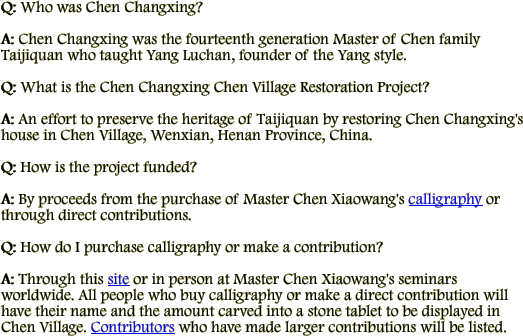 Q: Who was Chen Changxing?
A: Chen Changxing was the fourteenth generation Master of Chen family
Taijiquan who taught Yang Luchan, founder of the Yang style.
Q: What is the Chen Changxing Chen Village Restoration Project?
A: An effort to preserve the heritage of Taijiquan by restoring Chen Changxing's
house in Chen Village, Wenxian, Henan Province, China.
Q: How is the project funded?
A: By proceeds from the purchase of Master Chen Xiaowang's calligraphy or
through direct contributions.
Q: How do I purchase calligraphy or make a contribution?
A: Through this site or in person at Master Chen Xiaowang's seminars
worldwide. All people who buy calligraphy or make a direct contribution will
have their name and the amount carved into a stone tablet to be displayed in
Chen Village. Contributors who have made larger contributions will be listed.